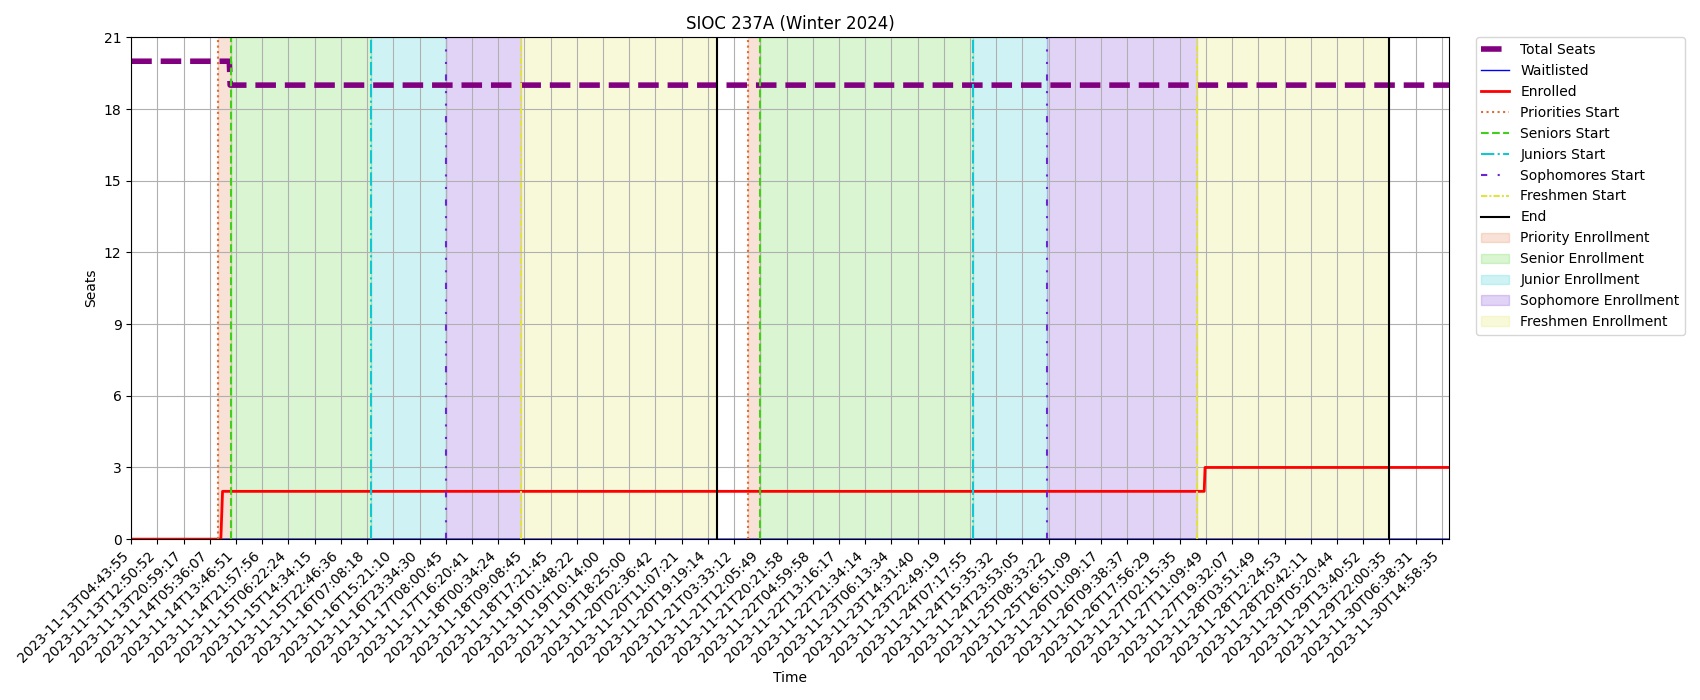 SIOC 237A (Winter 2024)
21
18
15
12
9
6
3
0
Seats
2023-11-13T04:43:55
2023-11-13T12:50:52
2023-11-13T20:59:17
2023-11-14T05:36:07
2023-11-14T13:46:51
2023-11-14T21:57:56
2023-11-15T06:22:24
2023-11-15T14:34:15
2023-11-15T22:46:36
2023-11-16T07:08:18
2023-11-16T15:21:10
2023-11-16T23:34:30
2023-11-17T08:00:45
2023-11-17T16:20:41
2023-11-18T00:34:24
2023-11-18T09:08:45
2023-11-18T17:21:45
2023-11-19T01:48:22
2023-11-19T10:14:00
2023-11-19T18:25:00
2023-11-20T02:36:42
2023-11-20T11:07:21
2023-11-20T19:19:14
2023-11-21T03:33:12
2023-11-21T12:05:49
2023-11-21T20:21:58
2023-11-22T04:59:58
2023-11-22T13:16:17
2023-11-22T21:34:14
2023-11-23T06:13:34
2023-11-23T14:31:40
2023-11-23T22:49:19
2023-11-24T07:17:55
2023-11-24T15:35:32
2023-11-24T23:53:05
2023-11-25T08:33:22
2023-11-25T16:51:09
2023-11-26T01:09:17
2023-11-26T09:38:37
2023-11-26T17:56:29
2023-11-27T02:15:35
2023-11-27T11:09:49
2023-11-27T19:32:07
2023-11-28T03:51:49
2023-11-28T12:24:53
2023-11-28T20:42:11
2023-11-29T05:20:44
2023-11-29T13:40:52
2023-11-29T22:00:35
2023-11-30T06:38:31
2023-11-30T14:58:35
Time
Total Seats
Waitlisted
Enrolled
Priorities Start
Seniors Start
Juniors Start
Sophomores Start
Freshmen Start
End
Priority Enrollment
Senior Enrollment
Junior Enrollment
Sophomore Enrollment
Freshmen Enrollment